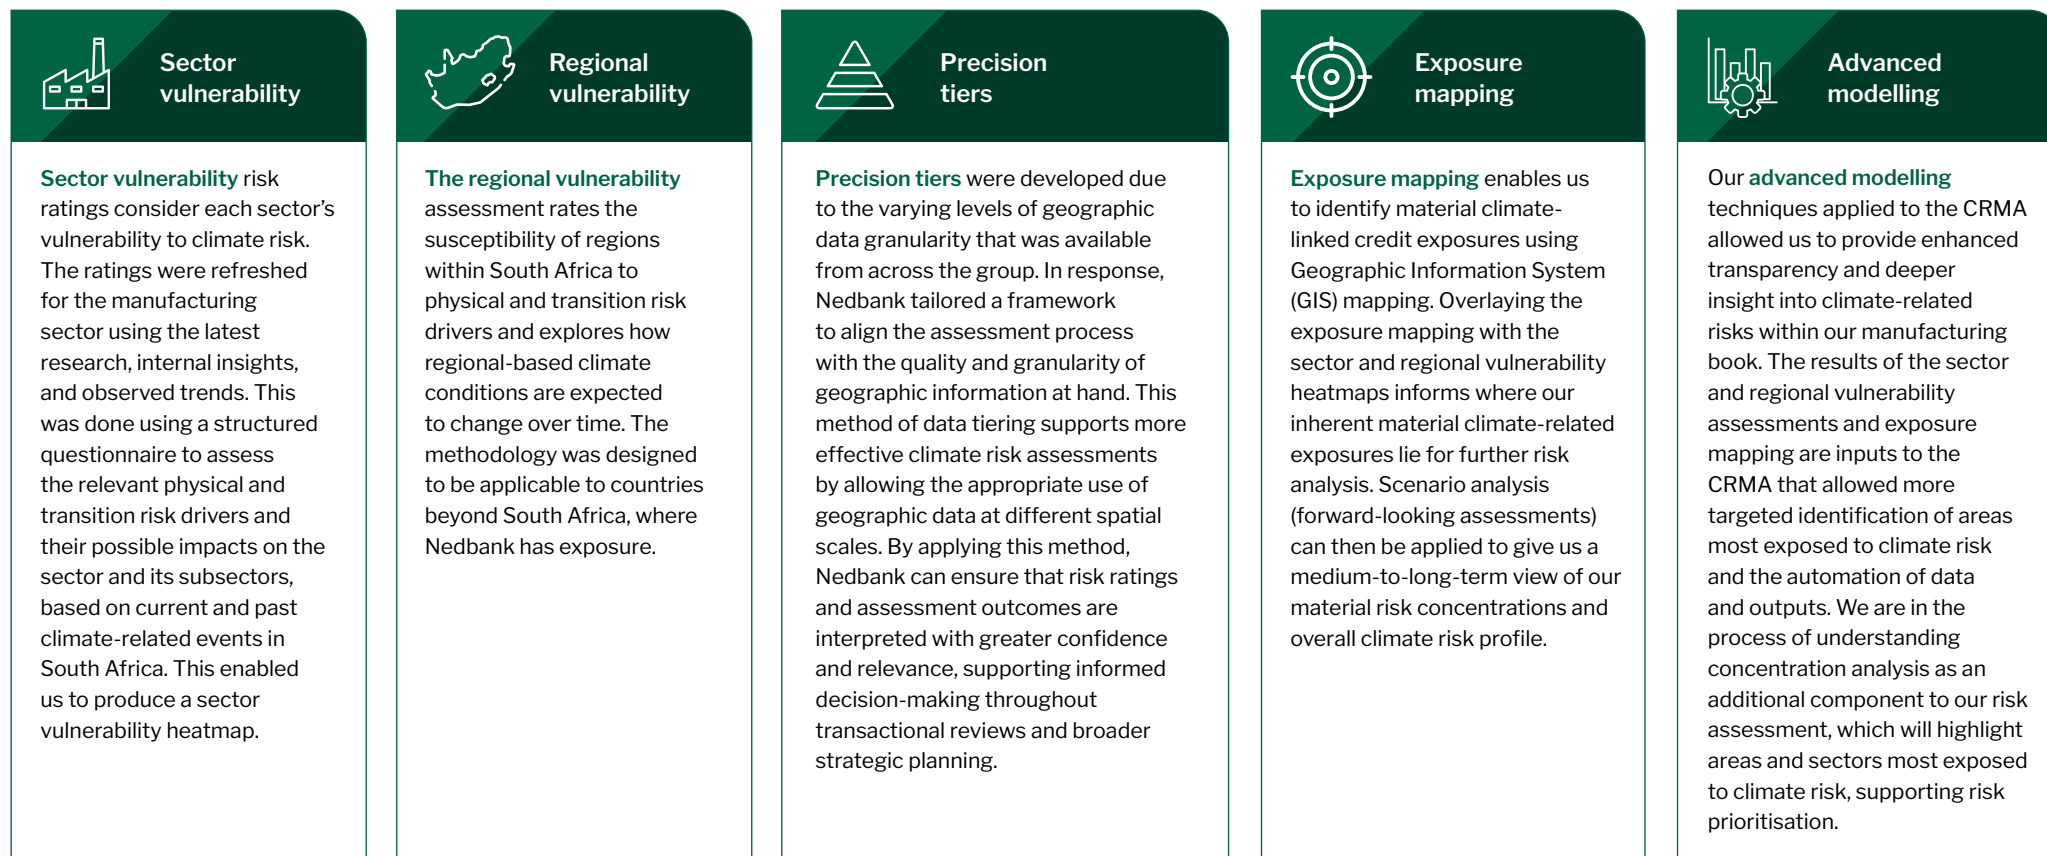 Sector
vulnerability
Sector vulnerability risk
ratings consider each sector’s
vulnerability to climate risk.
The ratings were refreshed
for the manufacturing
sector using the latest
research, internal insights,
and observed trends. This
was done using a structured
questionnaire to assess
the relevant physical and
transition risk drivers and
their possible impacts on the
sector and its subsectors,
based on current and past
climate-related events in
South Africa. This enabled
us to produce a sector
vulnerability heatmap.
Regional
vulnerability
The regional vulnerability
assessment rates the
susceptibility of regions
within South Africa to
physical and transition risk
drivers and explores how
regional-based climate
conditions are expected
to change over time. The
methodology was designed
to be applicable to countries
beyond South Africa, where
Nedbank has exposure.
Precision
tiers
Precision tiers were developed due
to the varying levels of geographic
data granularity that was available
from across the group. In response,
Nedbank tailored a framework
to align the assessment process
with the quality and granularity of
geographic information at hand. This
method of data tiering supports more
effective climate risk assessments
by allowing the appropriate use of
geographic data at different spatial
scales. By applying this method,
Nedbank can ensure that risk ratings
and assessment outcomes are
interpreted with greater confidence
and relevance, supporting informed
decision-making throughout
transactional reviews and broader
strategic planning.
Exposure
mapping
Exposure mapping enables us
to identify material climate-
linked credit exposures using
Geographic Information System
(GIS) mapping. Overlaying the
exposure mapping with the
sector and regional vulnerability
heatmaps informs where our
inherent material climate-related
exposures lie for further risk
analysis. Scenario analysis
(forward-looking assessments)
can then be applied to give us a
medium-to-long-term view of our
material risk concentrations and
overall climate risk profile.
Advanced
modelling
Our advanced modelling
techniques applied to the CRMA
allowed us to provide enhanced
transparency and deeper
insight into climate-related
risks within our manufacturing
book. The results of the sector
and regional vulnerability
assessments and exposure
mapping are inputs to the
CRMA that allowed more
targeted identification of areas
most exposed to climate risk
and the automation of data
and outputs. We are in the
process of understanding
concentration analysis as an
additional component to our risk
assessment, which will highlight
areas and sectors most exposed
to climate risk, supporting risk
prioritisation.